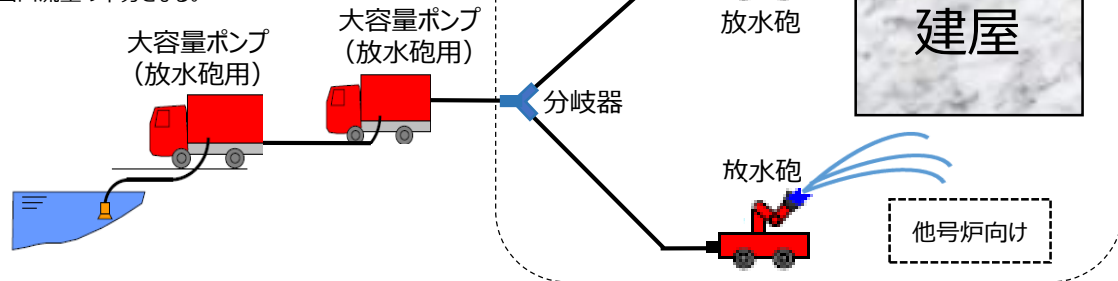 大容量ポンプ
（放水砲用）
大容量ポンプ
（放水砲用）
放水砲
建屋
分岐器
放水砲
他号炉向け